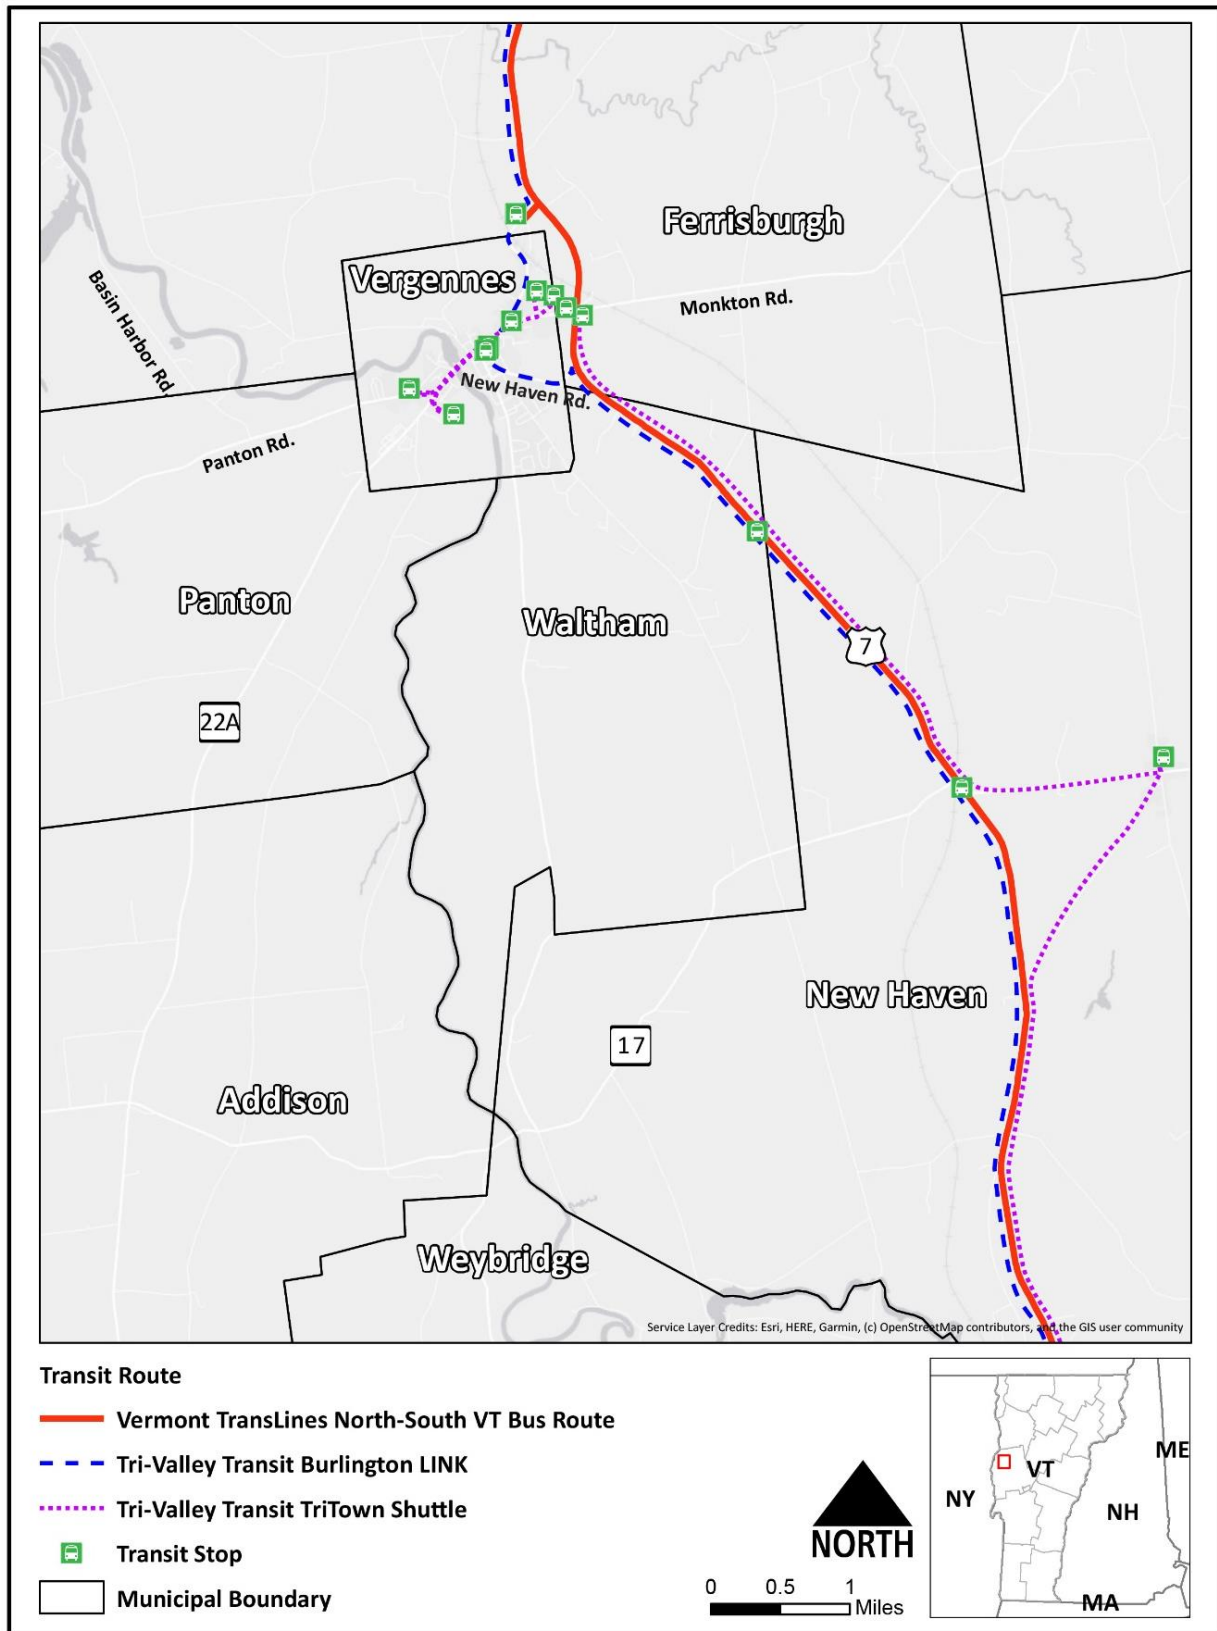 Ferrisburgh
Vergennes
Basin Harbor Rd.
Monkton Rd.
New Haven Rd.
Panton Rd.
Panton
Waltham
7
22A
New Haven
17
Addison
Weybridge
Service Layer Credits: Esri, HERE, Garmin, (c) OpenStreetMap contributors, and the GIS user community
Transit Route
Vermont TransLines North-South VT Bus Route
Tri-Valley Transit Burlington LINK
Tri-Valley Transit TriTown Shuttle
Transit Stop
Municipal Boundary
NORTH
0 0.5 1
Miles
ME
VT
NY
NH
MA